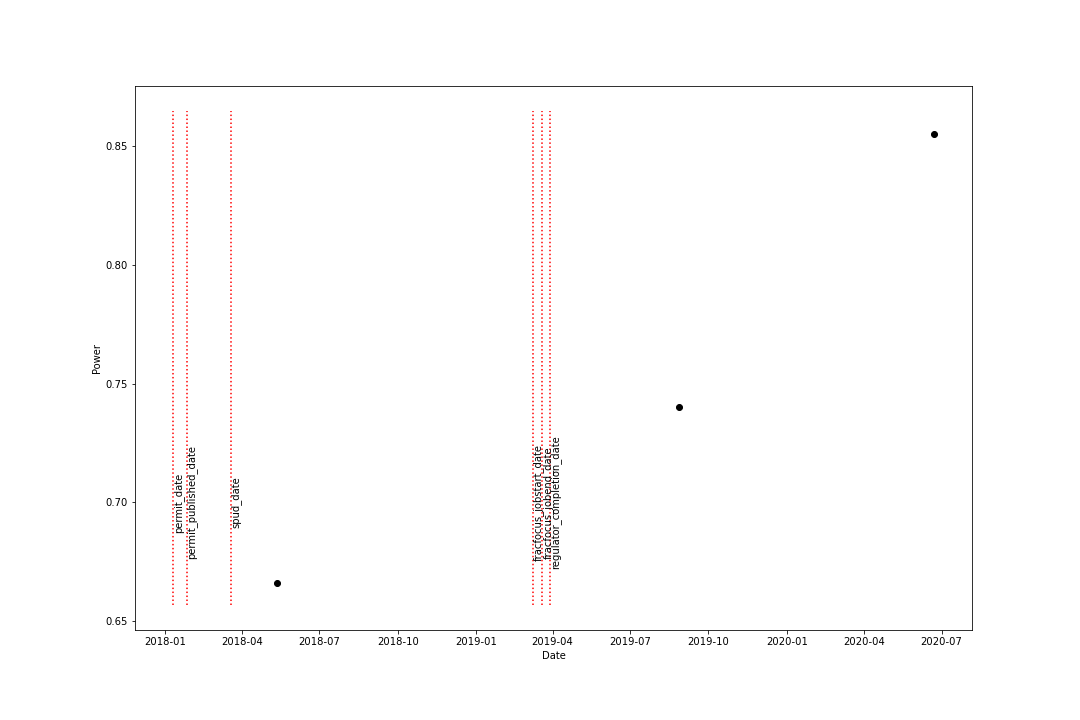 0.85
0.80
0.75
0.70
0.65
Power
permit_date
permit_published_date
spud_date
fracfocus_jobstart_date
fracfocus_jobend_date
regulator_completion_date
2018-01
2018-04
2018-07
2018-10
2019-01
2019-04
2019-07
2019-10
2020-01
2020-04
2020-07
Date